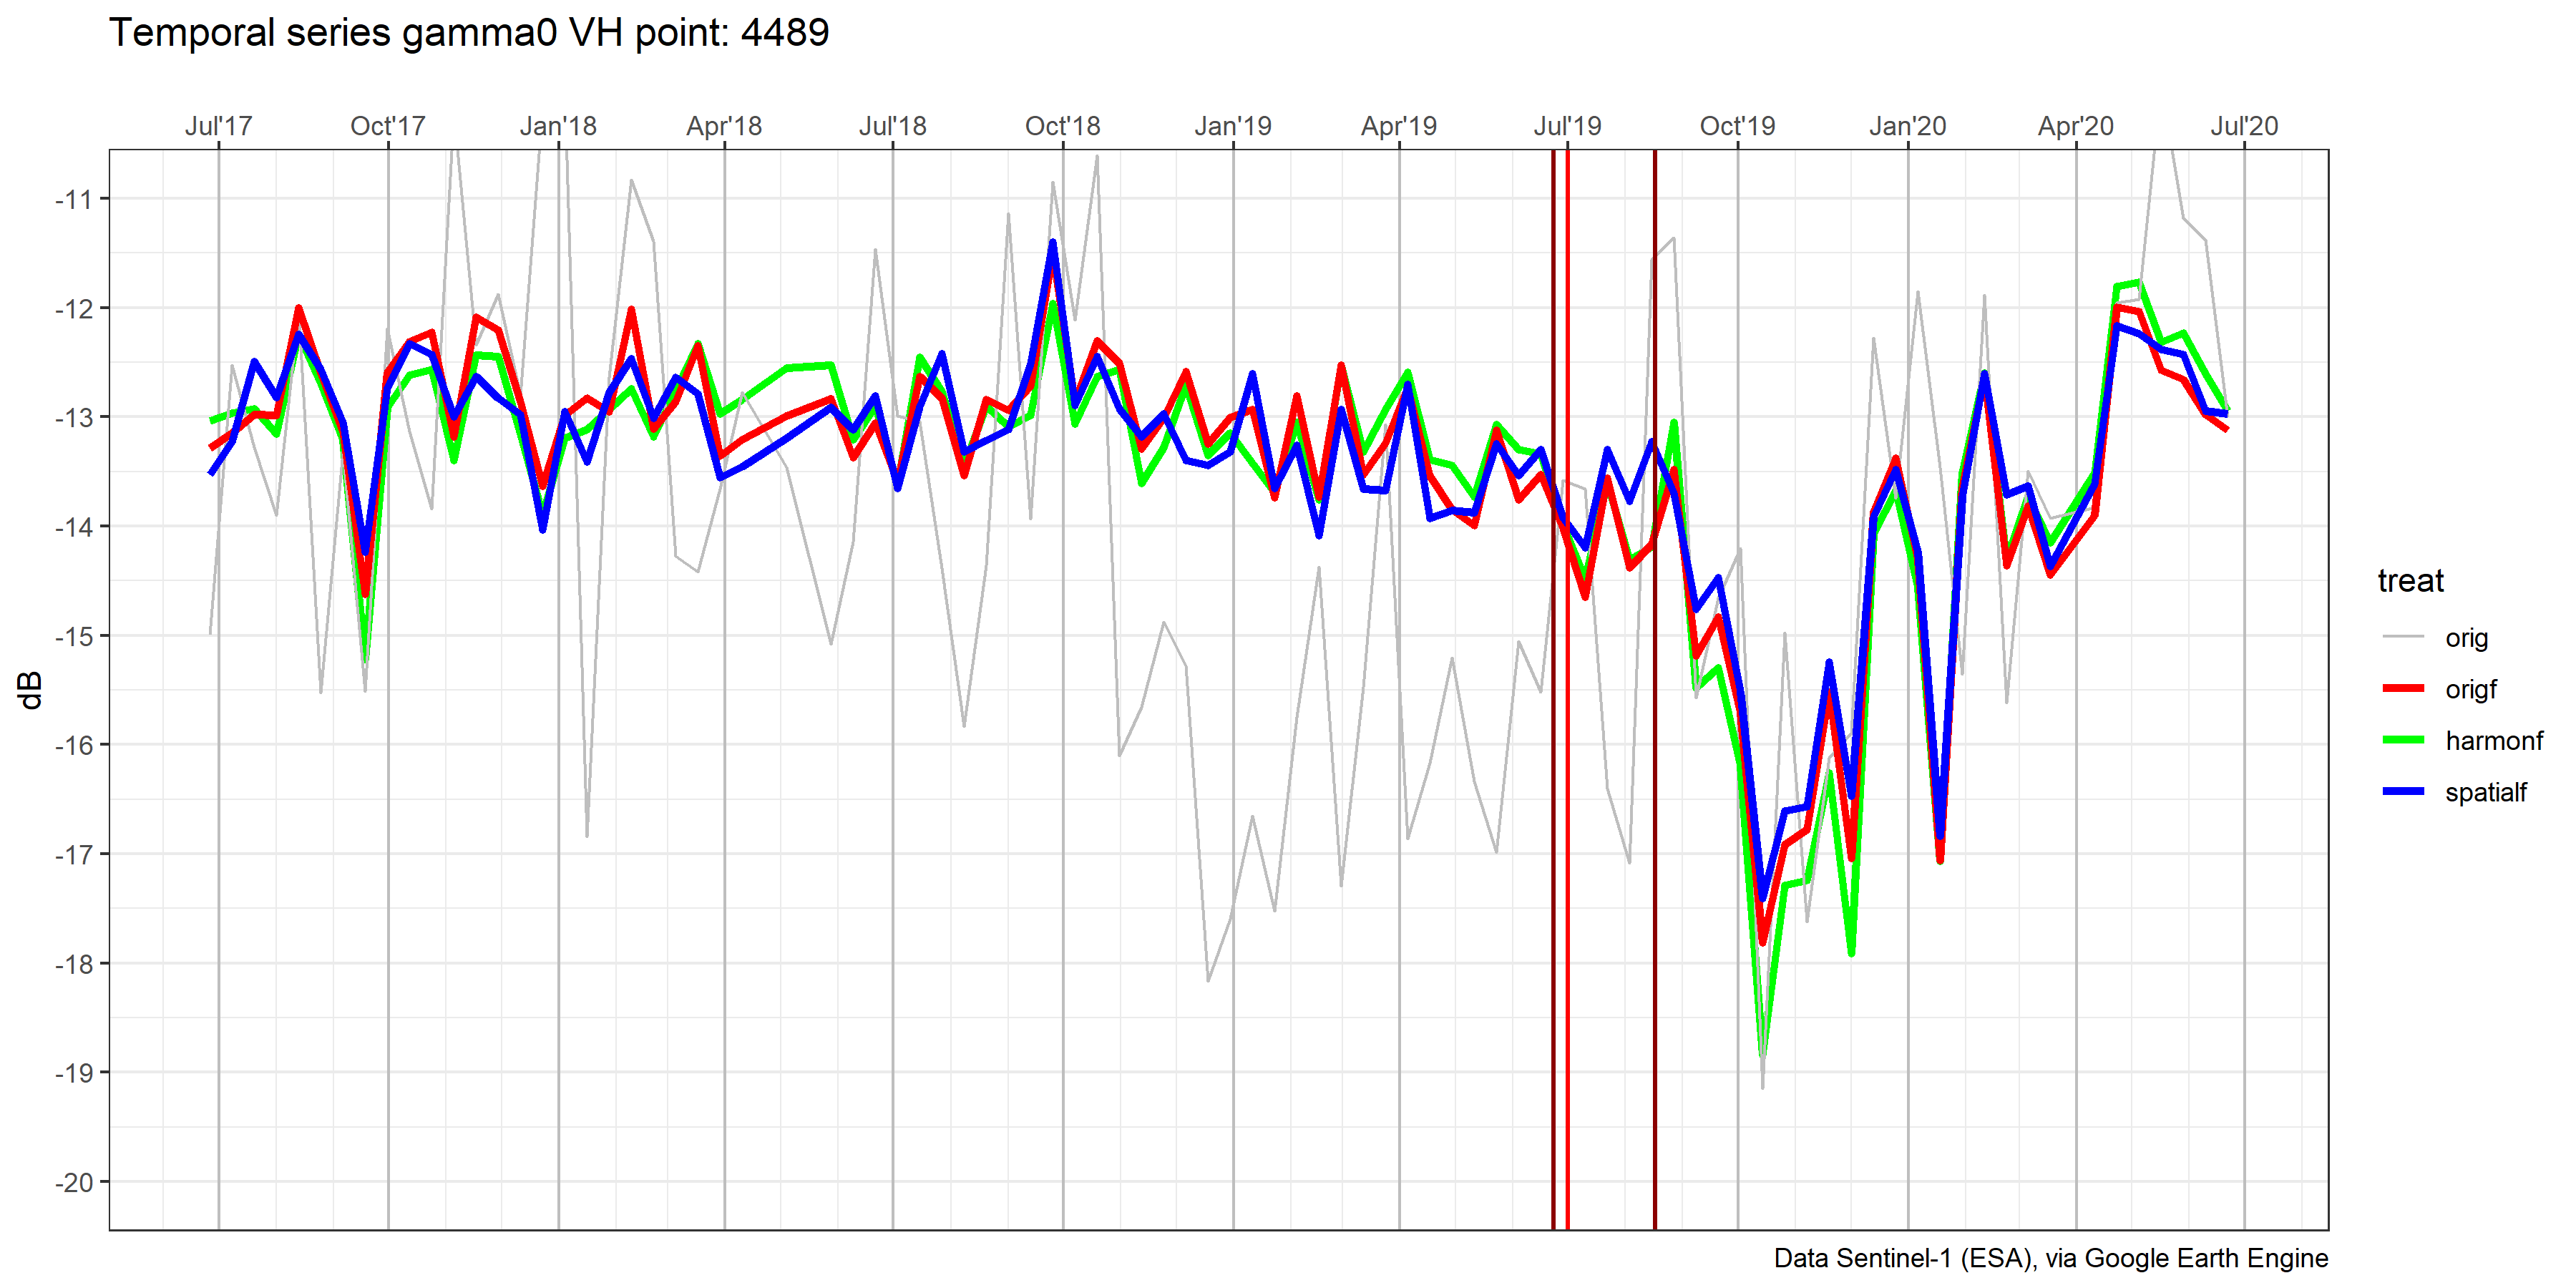 Temporal series gamma0 VH point: 4489
Jul'17 Oct'17 Jan'18 Apr'18 Jul'18 Oct'18 Jan'19 Apr'19 Jul'19 Oct'19 Jan'20 Apr'20 Jul'20
-11
-12
-13
-14
-15
-16
-17
-18
-19
-20
dB
treat
orig
origf
harmonf
spatialf
Data Sentinel-1 (ESA), via Google Earth Engine